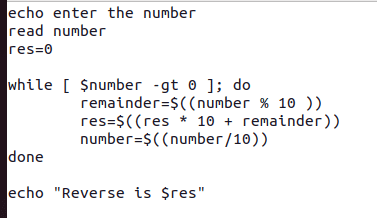 echo enter the number
read number
res=0

while [ $number -gt 0 ]; do
        remainder=$((number % 10 ))
        res=$((res * 10 + remainder))
        number=$((number/10))
done

echo "Reverse is $res"